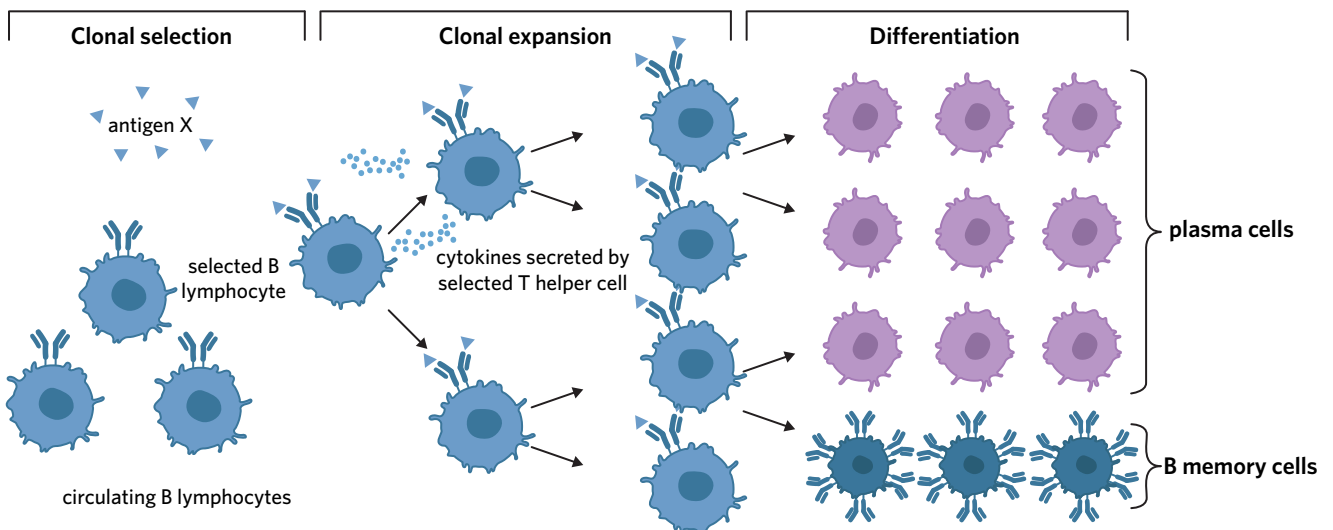 Clonal selection
Clonal expansion
Differentiation
antigen X
selected B
lymphocyte
cytokines secreted by
selected T helper cell
plasma cells
B memory cells
circulating B lymphocytes